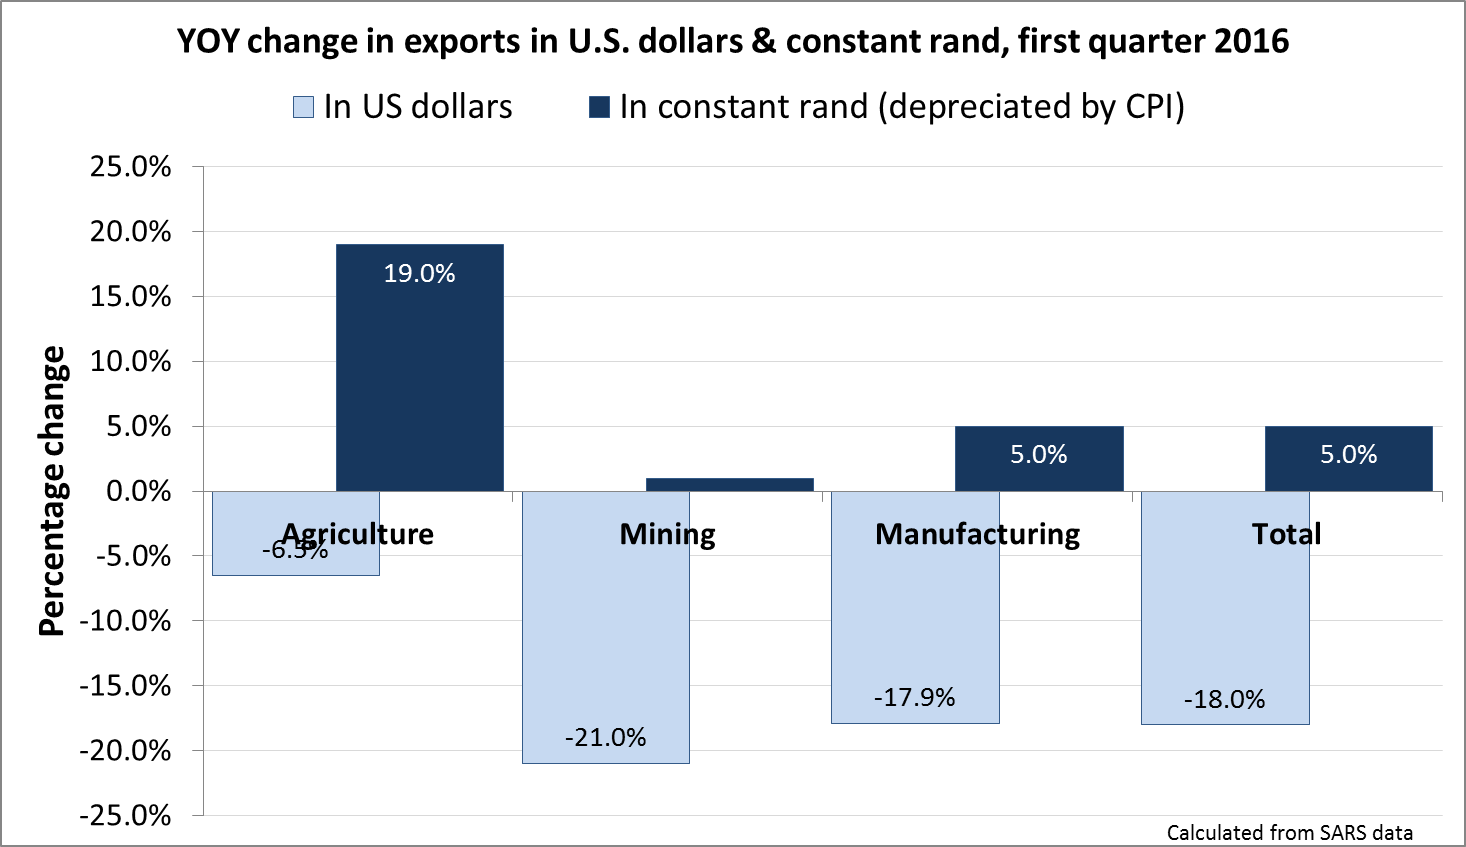 YOY change in exports in U.S. dollars & constant rand, first quarter 2016
In US dollars
In constant rand (depreciated by CPI)
25.0%
20.0%
15.0%
10.0%
5.0%
0.0%
-5.0%
-10.0%
-15.0%
-20.0%
-25.0%
Percentage change
19.0%
5.0%
5.0%
Agriculture
Mining
Manufacturing
Total
-6.5%
-21.0%
-17.9%
-18.0%
Calculated from SARS data